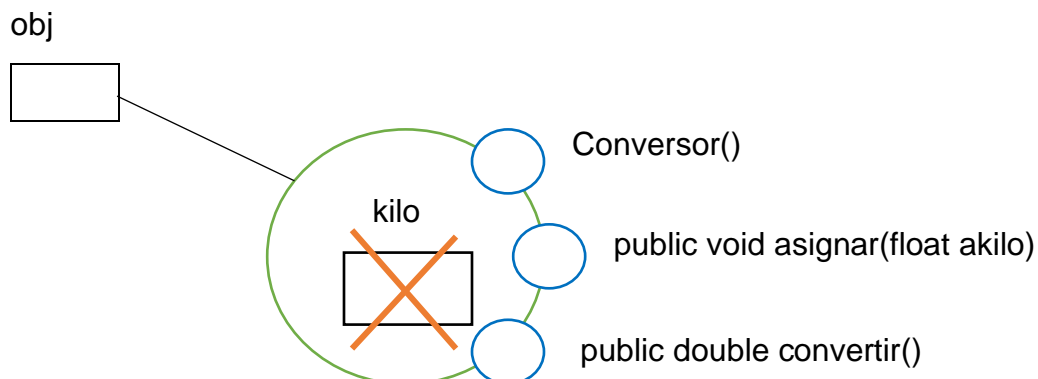 obj
Conversor()
kilo
public void asignar(float akilo)
public double convertir()